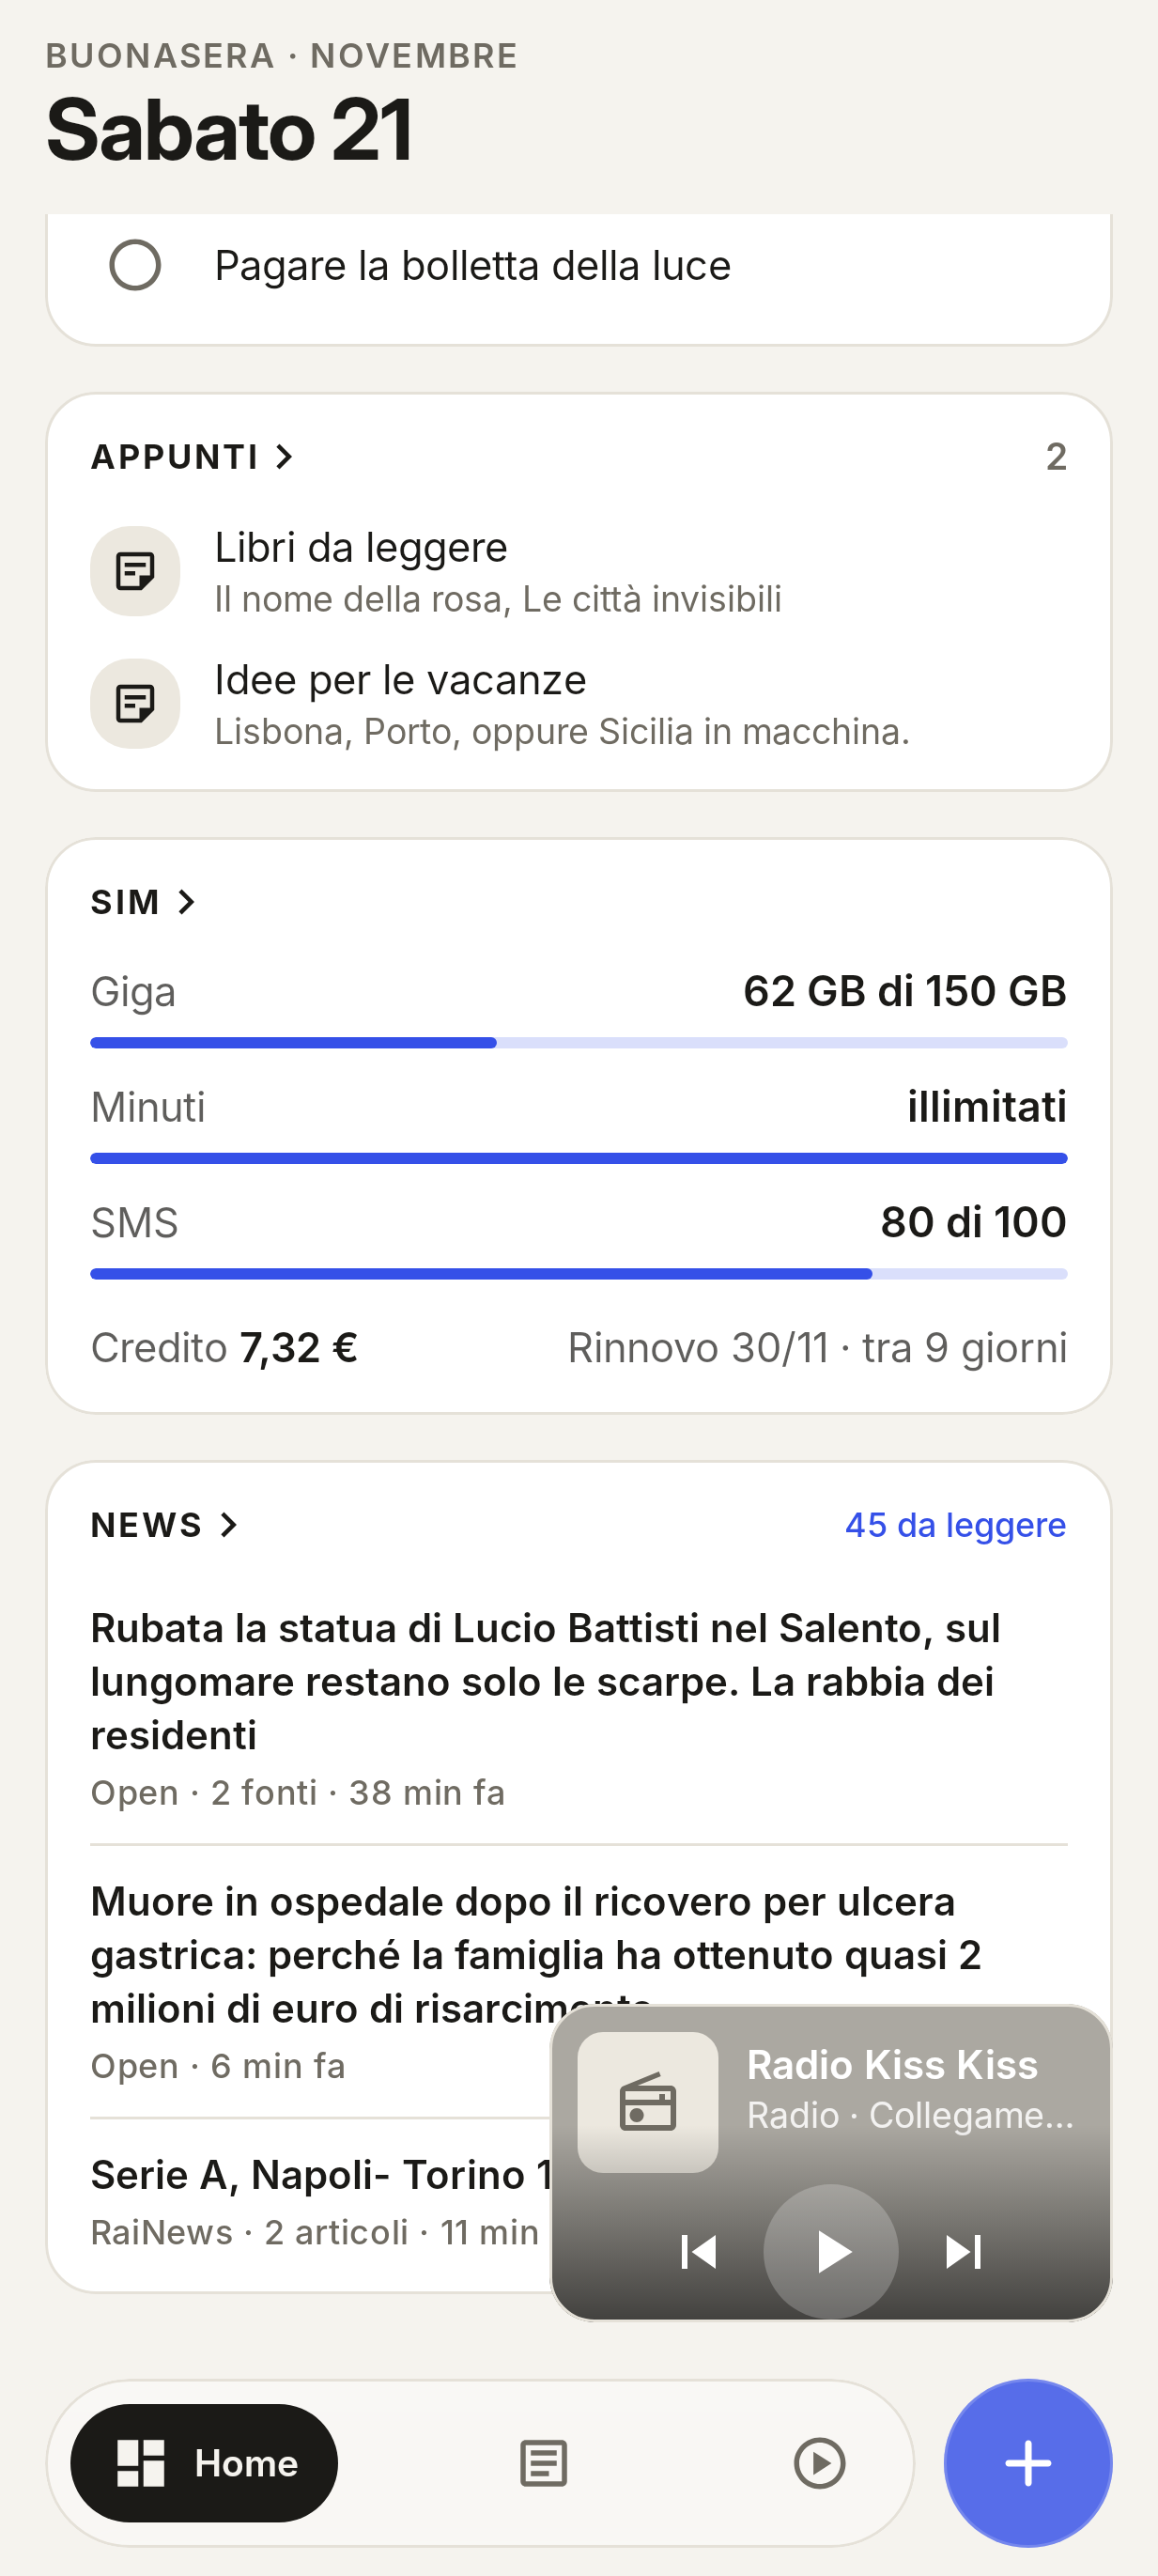 BUONASERA · NOVEMBRE
Sabato 21
Pagare la bolletta della luce
APPUNTI
2
Libri da leggere
Il nome della rosa, Le città invisibili
Idee per le vacanze
Lisbona, Porto, oppure Sicilia in macchina.
SIM
Giga
62 GB di 150 GB
Minuti
illimitati
SMS
80 di 100
Credito 7,32 €
Rinnovo 30/11 · tra 9 giorni
NEWS
45 da leggere
Rubata la statua di Lucio Battisti nel Salento, sul
lungomare restano solo le scarpe. La rabbia dei
residenti
Open · 2 fonti · 38 min fa
Muore in ospedale dopo il ricovero per ulcera
gastrica: perché la famiglia ha ottenuto quasi 2
milioni di euro di risarcimento
Open · 6 min fa
Serie A, Napoli- Torino 1
RaiNews · 2 articoli · 11 min
Radio Kiss Kiss
Radio · Collegame...
Home